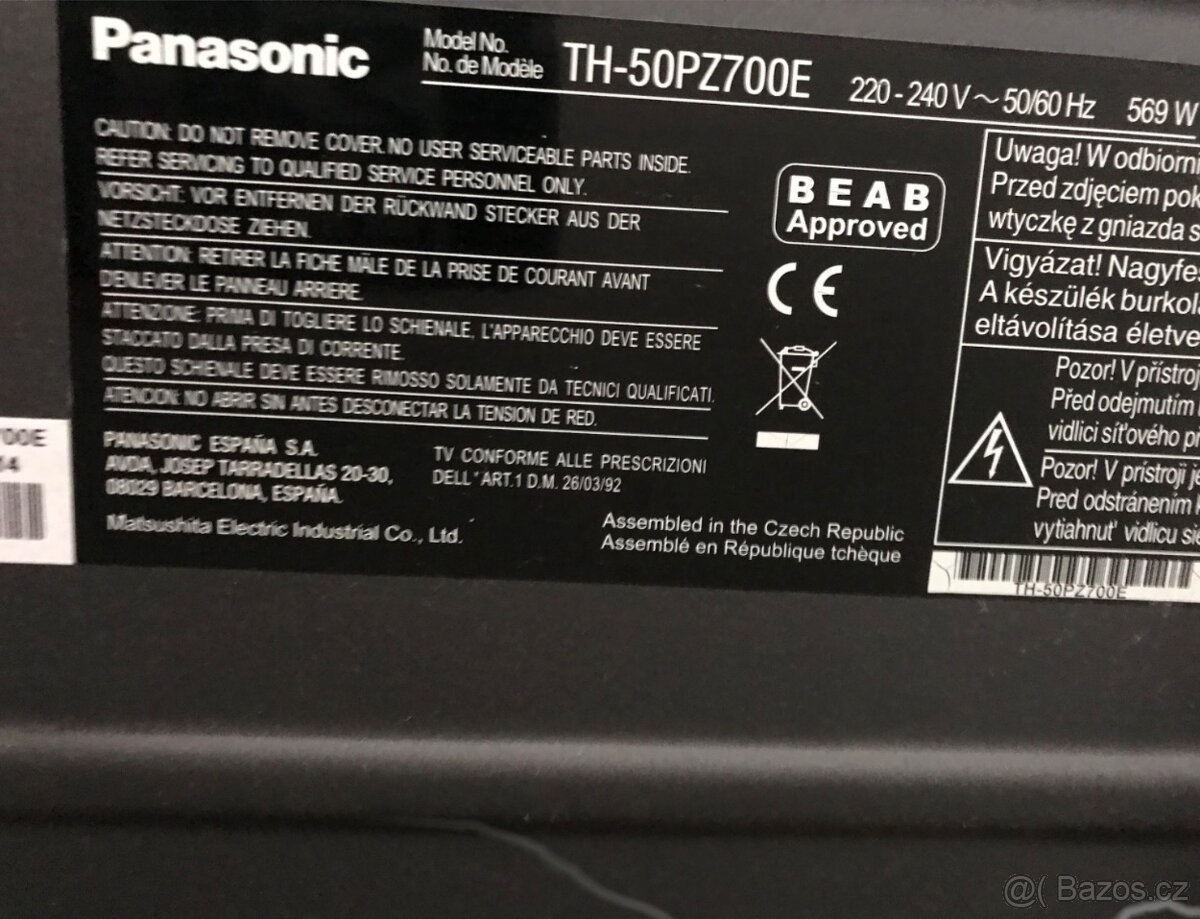 Panasonic
Model No.
No. de Modèle
TH-50PZ700E
220 - 240 V ~ 50/60 Hz 569 W
CAUTION: DO NOT REMOVE COVER. NO USER SERVICEABLE PARTS INSIDE.
REFER SERVICING TO QUALIFIED SERVICE PERSONNEL ONLY.
VORSICHT: VOR ENTFERNEN DER RÜCKWAND STECKER AUS DER
NETZSTECKDOSE ZIEHEN.
ATTENTION: RETIRER LA FICHE MÂLE DE LA PRISE DE COURANT AVANT
DENLEVER LE PANNEAU ARRIERE.
ATTENZIONE: PRIMA DI TOGLIERE LO SCHIENALE, L'APPARECCHIO DEVE ESSERE
STACCATO DALLA PRESA DI CORRENTE.
QUESTO SCHIENALE DEVE ESSERE RIMOSSO SOLAMENTE DA TECNICI QUALIFICATI.
ATENCION: NO ABRIR SIN ANTES DESCONECTAR LA TENSION DE RED.
PANASONIC ESPAÑA S.A.
AVDA, JOSEP TARRADELLAS 20-30,
08029 BARCELONA, ESPAÑA.
TV CONFORME ALLE PRESCRIZIONI
DELL'ART.1 D.M. 26/03/92
Matsushita Electric Industrial Co., Ltd.
Assembled in the Czech Republic
Assemblé en République tchèque
BEAB
Approved
CE
Uwaga! W odbiorn
Przed zdjęciem pok
wtyczkę z gniazda s
Vigyázat! Nagyfes
A készülék burkol
eltávolítása életve
Pozor! V přístroj
Před odejmutím
vidlici síťového př
Pozor! V prístroji je
Pred odstránením k
vytiahnuť vidlicu sie
TH-50PZ700E
700E
14
@( Bazos.cz